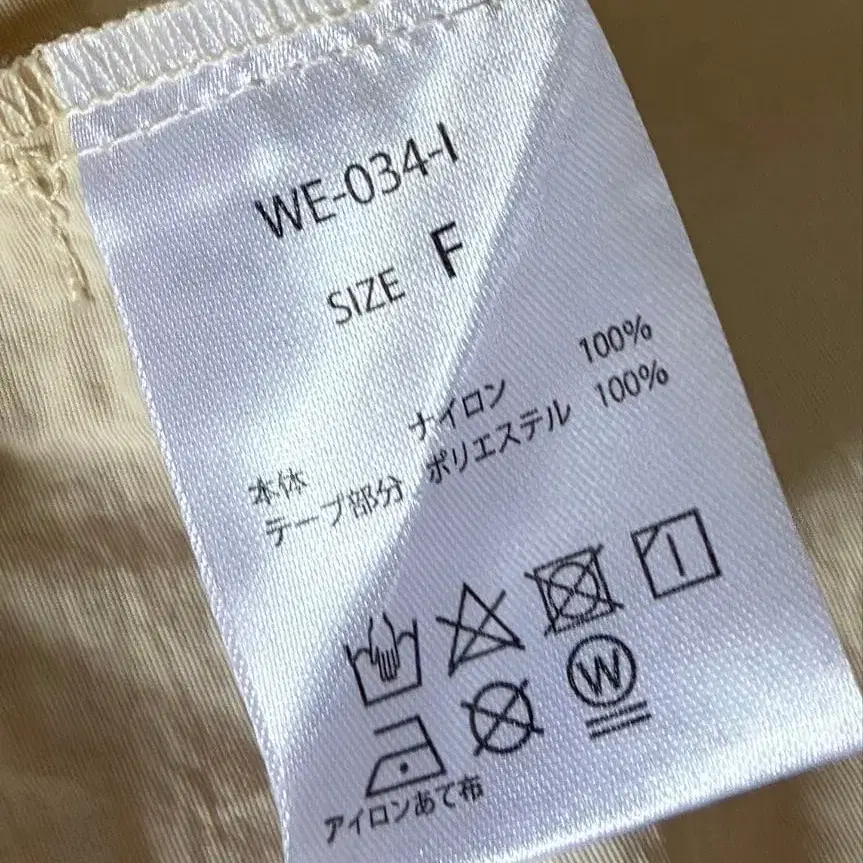 WE-034-I
SIZE F
本体 ナイロン 100%
テープ部分 ポリエステル 100%
W
アイロンあて布